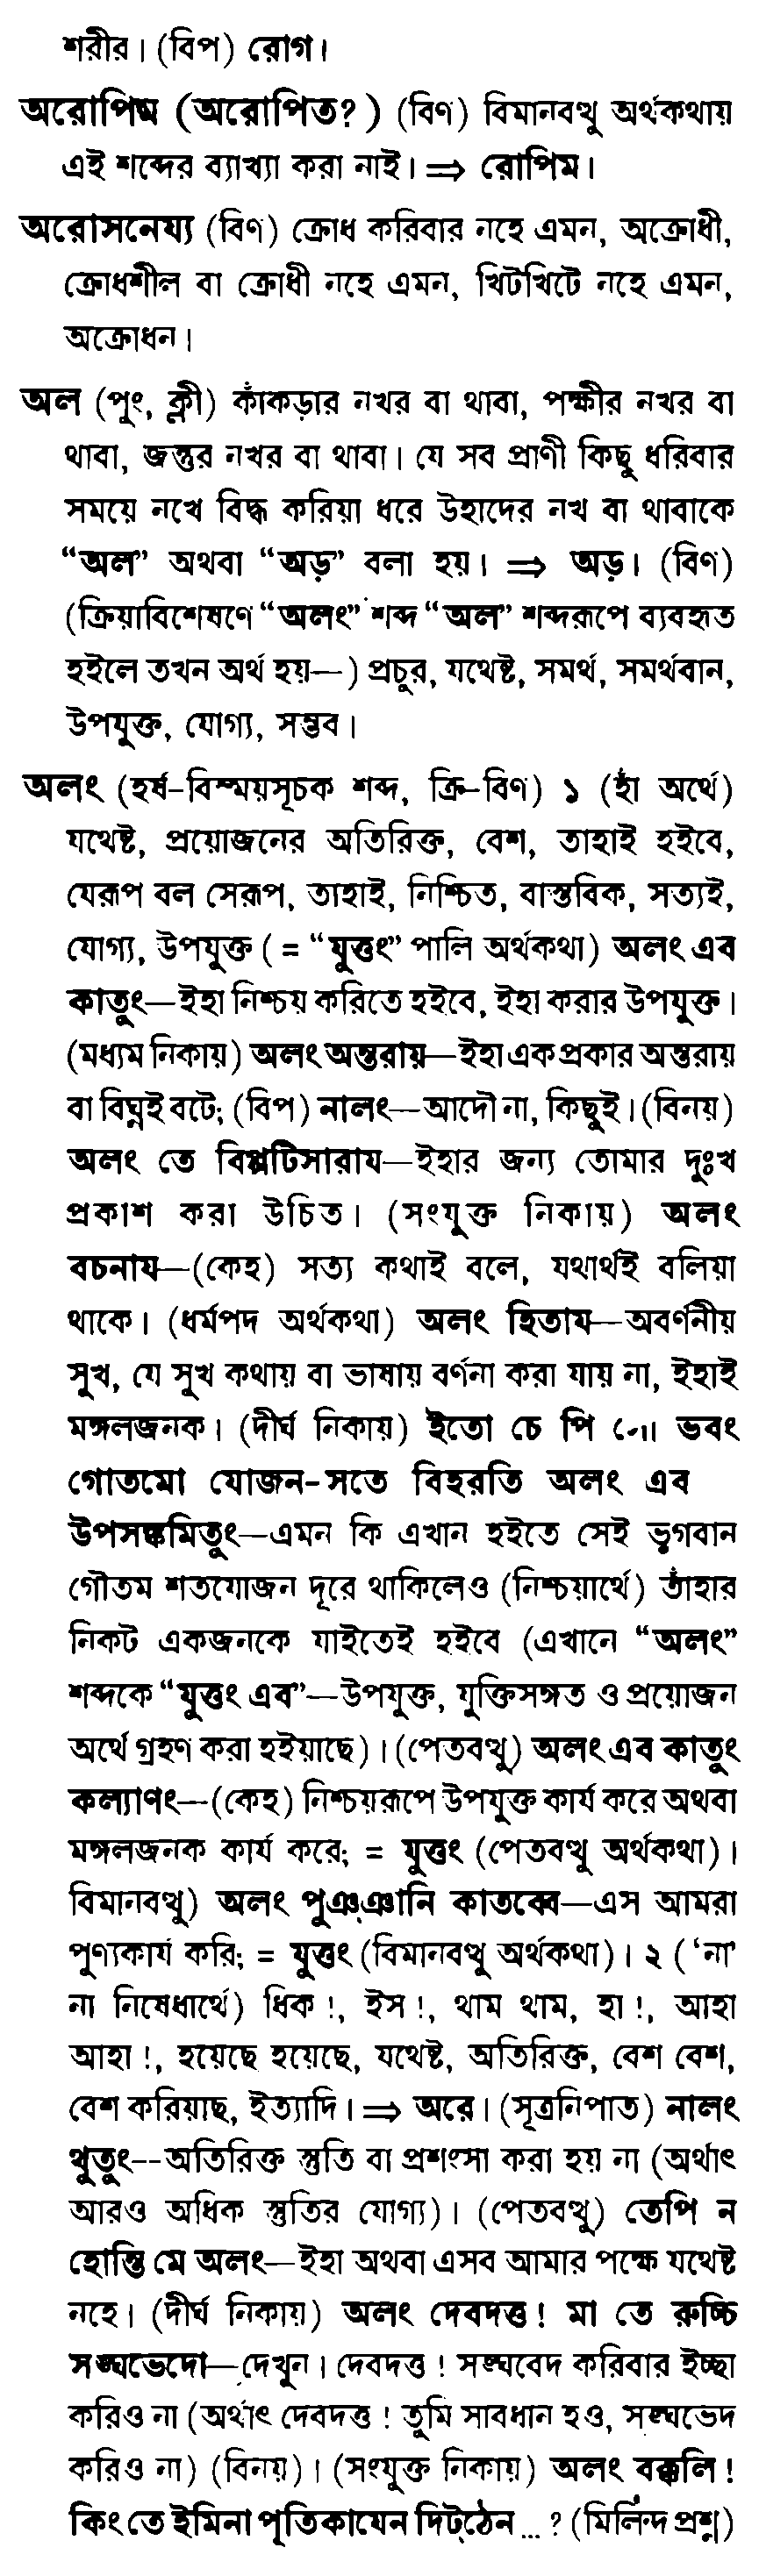 শরীর। (বিপ) রোগ।
অরোপিম (অরোপিত?) (বিণ) বিমানবত্থু অর্থকথায়
এই শব্দের ব্যাখ্যা করা নাই। ⇒ রোপিম।
অরোসনেয্য (বিণ) ক্রোধ করিবার নহে এমন, অক্রোধী,
ক্রোধশীল বা ক্রোধী নহে এমন, খিটখিটে নহে এমন,
অক্রোধন।
অল (পুং, ক্লী) কাঁকড়ার নখর বা থাবা, পক্ষীর নখর বা
থাবা, জন্তুর নখর বা থাবা। যে সব প্রাণী কিছু ধরিবার
সময়ে নখে বিদ্ধ করিয়া ধরে উহাদের নখ বা থাবাকে
“অল” অথবা “অড়” বলা হয়। ⇒ অড়। (বিণ)
(ক্রিয়াবিশেষণে “অলং” শব্দ “অল” শব্দরূপে ব্যবহৃত
হইলে তখন অর্থ হয়—) প্রচুর, যথেষ্ট, সমর্থ, সমর্থবান,
উপযুক্ত, যোগ্য, সম্ভব।
অলং (হর্ষ-বিস্ময়সূচক শব্দ, ক্রি-বিণ) ১ (হাঁ অর্থে)
যথেষ্ট, প্রয়োজনের অতিরিক্ত, বেশ, তাহাই হইবে,
যেরূপ বল সেরূপ, তাহাই, নিশ্চিত, বাস্তবিক, সত্যই,
যোগ্য, উপযুক্ত ( = “যুত্তং” পালি অর্থকথা) অলং এব
কাতুং—ইহা নিশ্চয় করিতে হইবে, ইহা করার উপযুক্ত।
(মধ্যম নিকায়) অলং অন্তরায়—ইহা এক প্রকার অন্তরায়
বা বিঘ্নই বটে; (বিপ) নালং—আদৌ না, কিছুই। (বিনয়)
অলং তে বিপ্পটিসারায—ইহার জন্য তোমার দুঃখ
প্রকাশ করা উচিত। (সংযুক্ত নিকায়) অলং
বচনায—(কেহ) সত্য কথাই বলে, যথার্থই বলিয়া
থাকে। (ধর্মপদ অর্থকথা) অলং হিতায—অবর্ণনীয়
সুখ, যে সুখ কথায় বা ভাষায় বর্ণনা করা যায় না, ইহাই
মঙ্গলজনক। (দীর্ঘ নিকায়) ইতো চে পি ভবং
গোতমো যোজন-সতে বিহরতি অলং এব
উপসঙ্কমিতুং—এমন কি এখান হইতে সেই ভগবান
গৌতম শতযোজন দূরে থাকিলেও (নিশ্চয়ার্থে) তাঁহার
নিকট একজনকে যাইতেই হইবে (এখানে “অলং”
শব্দকে “যুত্তং এব”—উপযুক্ত, যুক্তিসঙ্গত ও প্রয়োজন
অর্থে গ্রহণ করা হইয়াছে)। (পেতবত্থু) অলং এব কাতুং
কল্যাণং—(কেহ) নিশ্চয়রূপে উপযুক্ত কার্য করে অথবা
মঙ্গলজনক কার্য করে; = যুত্তং (পেতবত্থু অর্থকথা)।
বিমানবত্থু) অলং পুঞ্ঞানি কাতব্বে—এস আমরা
পুণ্যকার্য করি; = যুত্তং (বিমানবত্থু অর্থকথা)। ২ (‘না’
না নিষেধার্থে) ধিক !, ইস !, থাম থাম, হা !, আহা
আহা !, হয়েছে হয়েছে, যথেষ্ট, অতিরিক্ত, বেশ বেশ,
বেশ করিয়াছ, ইত্যাদি। ⇒ অরে। (সূত্রনিপাত) নালং
থুতুং--অতিরিক্ত স্তুতি বা প্রশংসা করা হয় না (অর্থাৎ
আরও অধিক স্তুতির যোগ্য)। (পেতবত্থু) তেপি ন
হোন্তি মে অলং—ইহা অথবা এসব আমার পক্ষে যথেষ্ট
নহে। (দীর্ঘ নিকায়) অলং দেবদত্ত ! মা তে রুচ্চি
সঙ্ঘভেদো—দেখুন। দেবদত্ত ! সঙ্ঘবেদ করিবার ইচ্ছা
করিও না (অর্থাৎ দেবদত্ত ! তুমি সাবধান হও, সঙ্ঘভেদ
করিও না) (বিনয়)। (সংযুক্ত নিকায়) অলং বক্কলি !
কিং তে ইমিনা পূতিকাযেন দিট্‌ঠেন ... ? (মিলিন্দ প্রশ্ন)